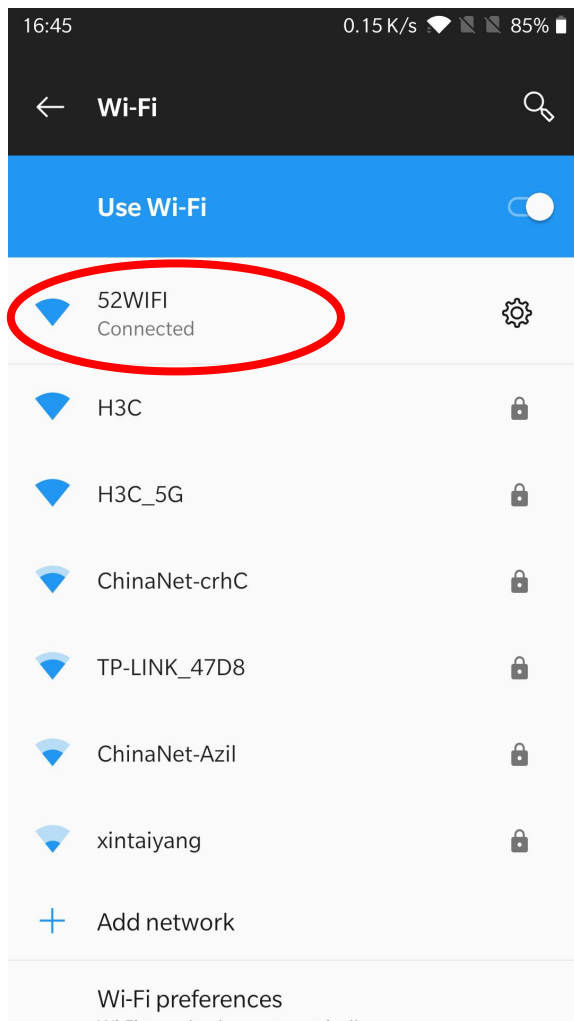 16:45 0.15 K/s 85%
Wi-Fi
Use Wi-Fi
52WIFI
Connected
H3C
H3C_5G
ChinaNet-crhC
TP-LINK_47D8
ChinaNet-Azil
xintaiyang
Add network
Wi-Fi preferences